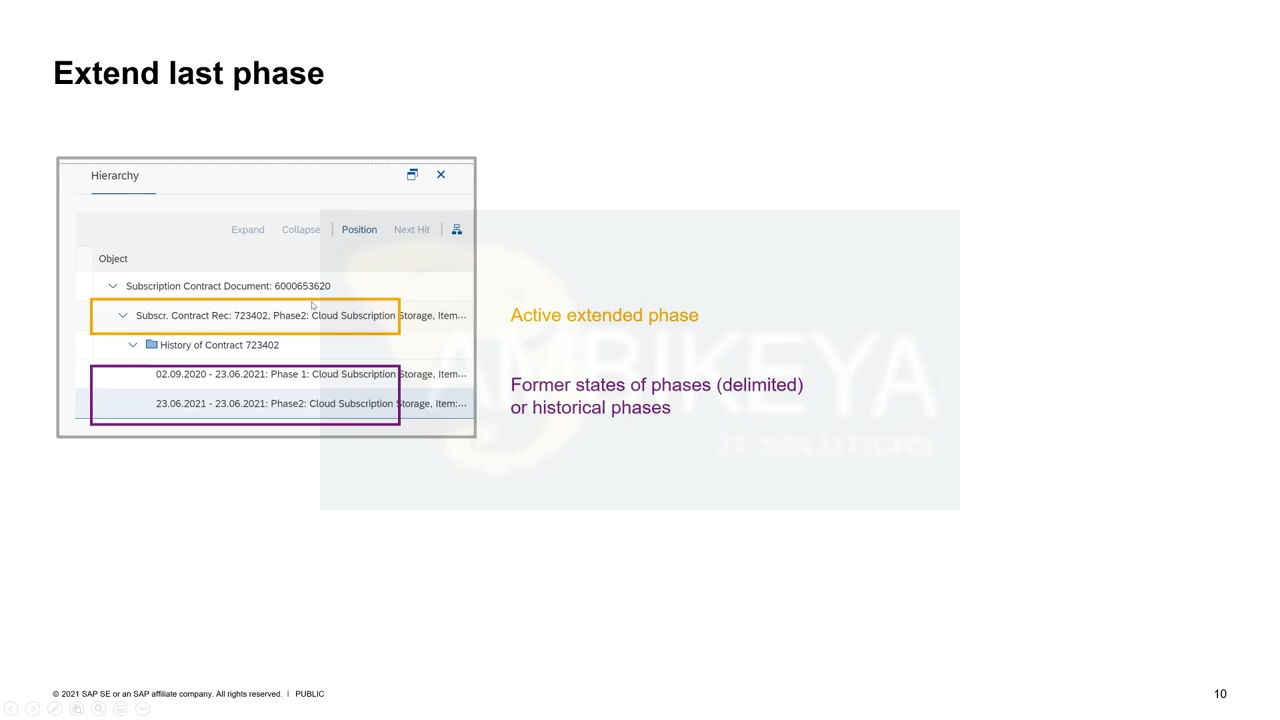 Extend last phase
Hierarchy
Expand Collapse Position Next Hit
Object
Subscription Contract Document: 6000653620
Subscr. Contract Rec: 723402, Phase2: Cloud Subscription Storage, Item...
Active extended phase
History of Contract 723402
02.09.2020 - 23.06.2021: Phase 1: Cloud Subscription Storage, Item...
23.06.2021 - 23.06.2021: Phase2: Cloud Subscription Storage, Item:...
Former states of phases (delimited)
or historical phases
AMBIKEYA
IT SOLUTIONS
© 2021 SAP SE or an SAP affiliate company. All rights reserved. | PUBLIC
10